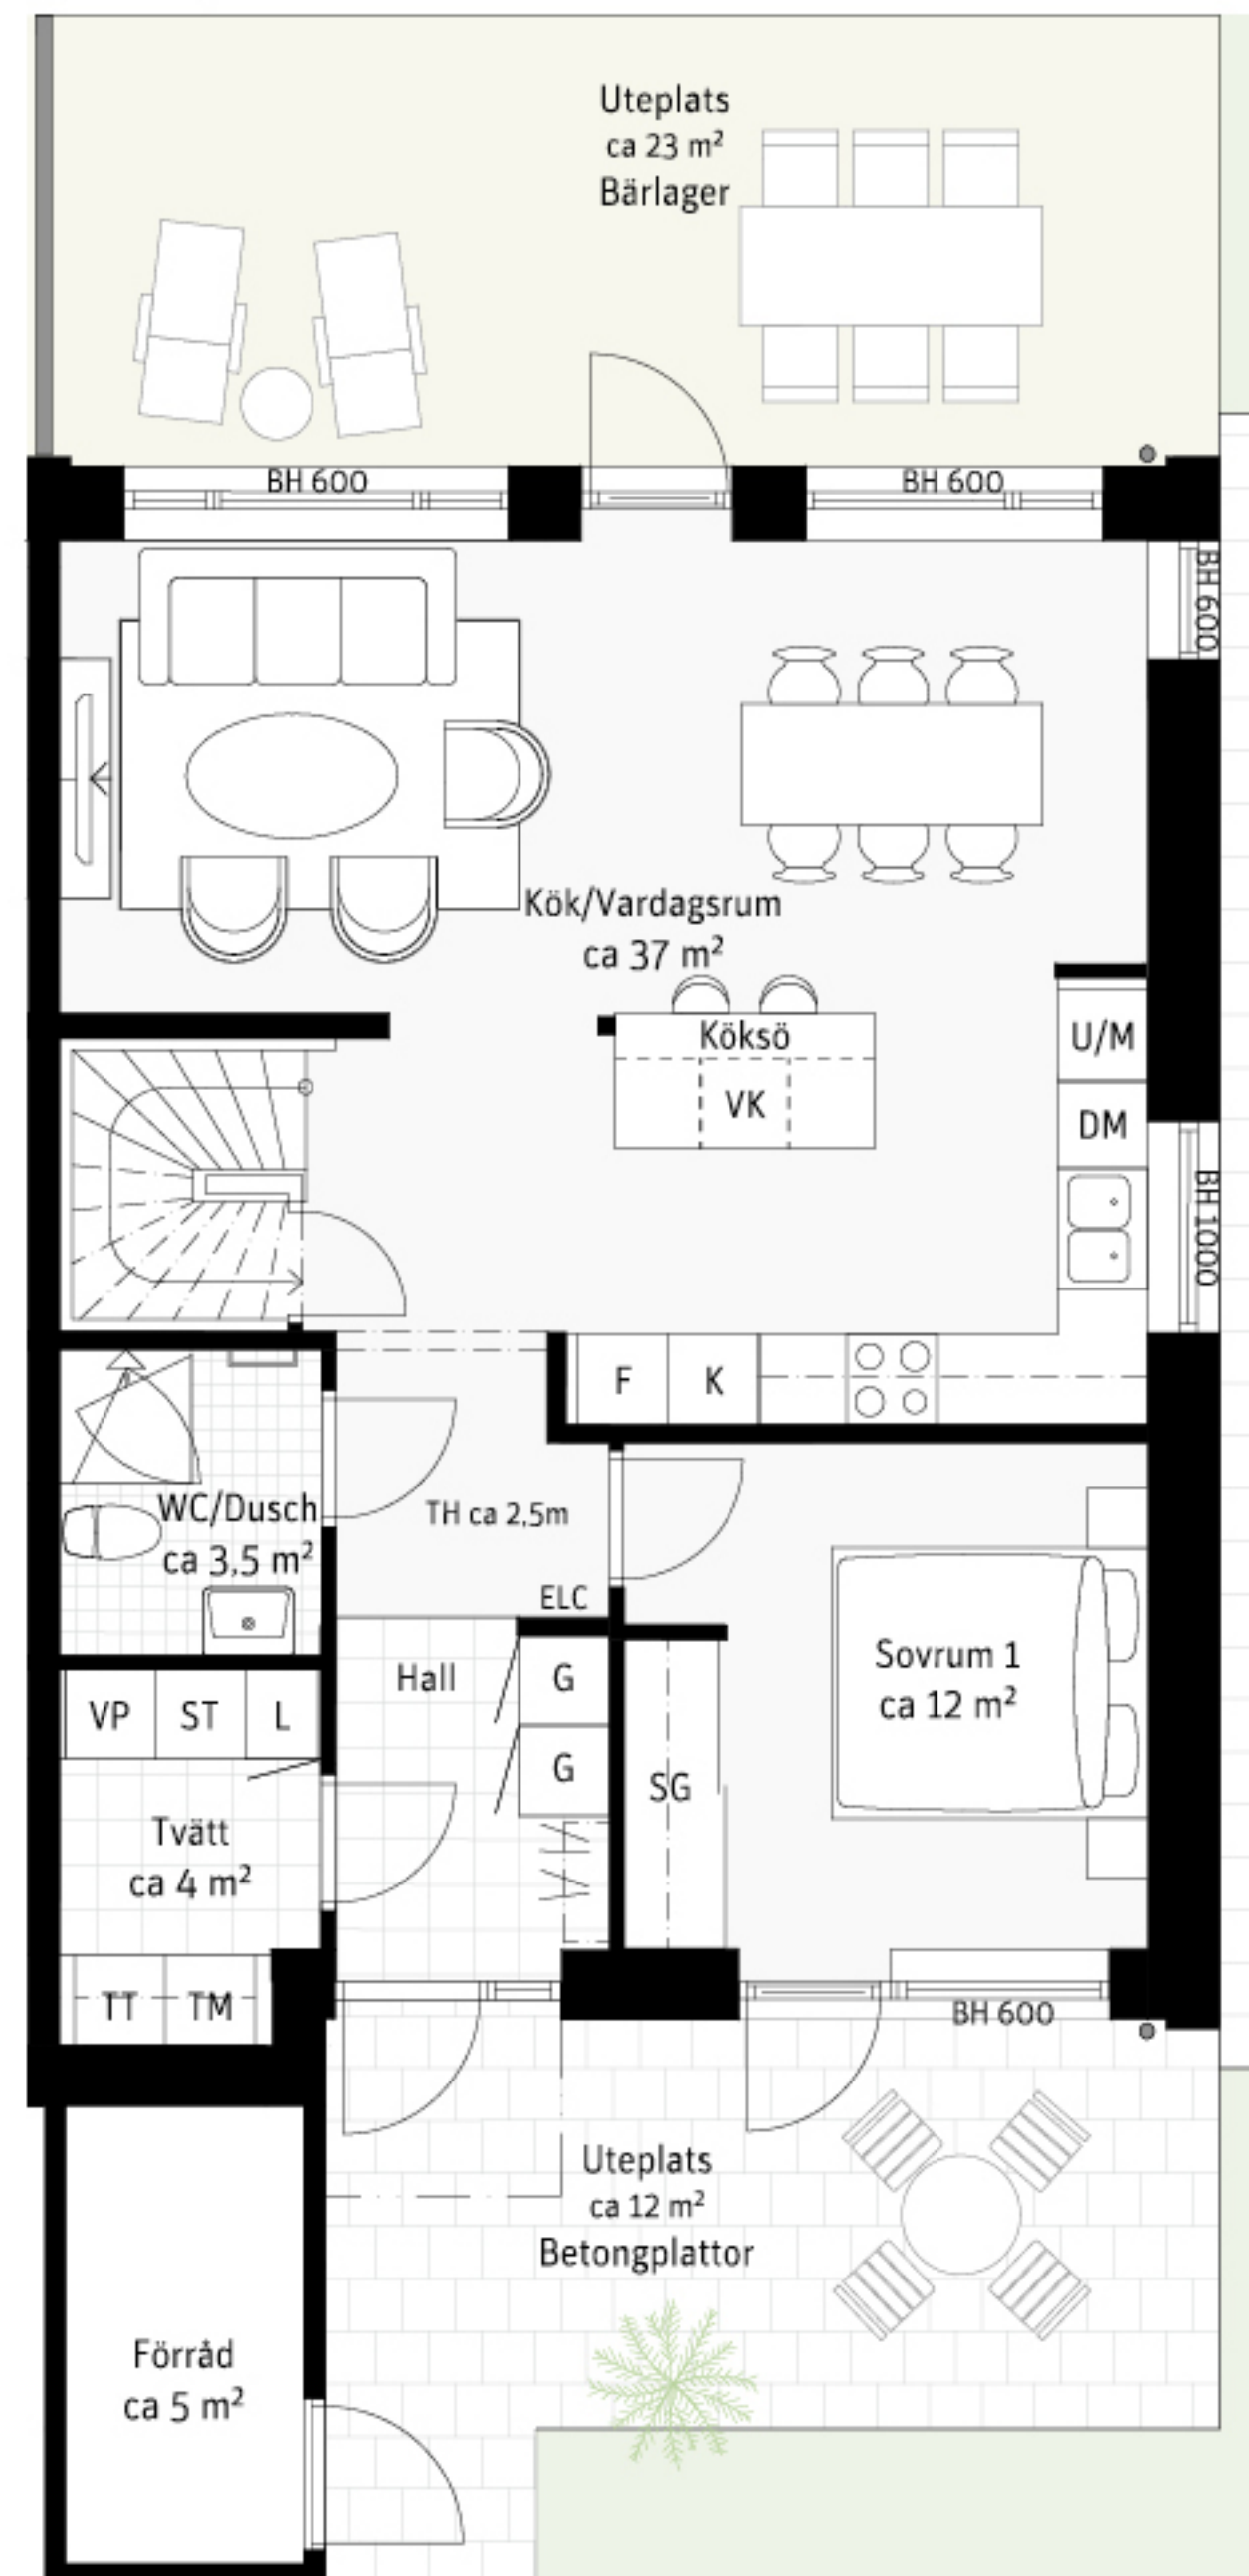 Uteplats
ca 23 m²
Bärlager
BH 600
BH 600
BH 600
Kök/Vardagsrum
ca 37 m²
Köksö
VK
U/M
DM
BH 1000
F
K
WC/Dusch
ca 3,5 m²
TH ca 2,5m
ELC
Hall
G
G
VP
ST
L
Sovrum 1
ca 12 m²
SG
Tvätt
ca 4 m²
TT
TM
BH 600
Uteplats
ca 12 m²
Betongplattor
Förråd
ca 5 m²